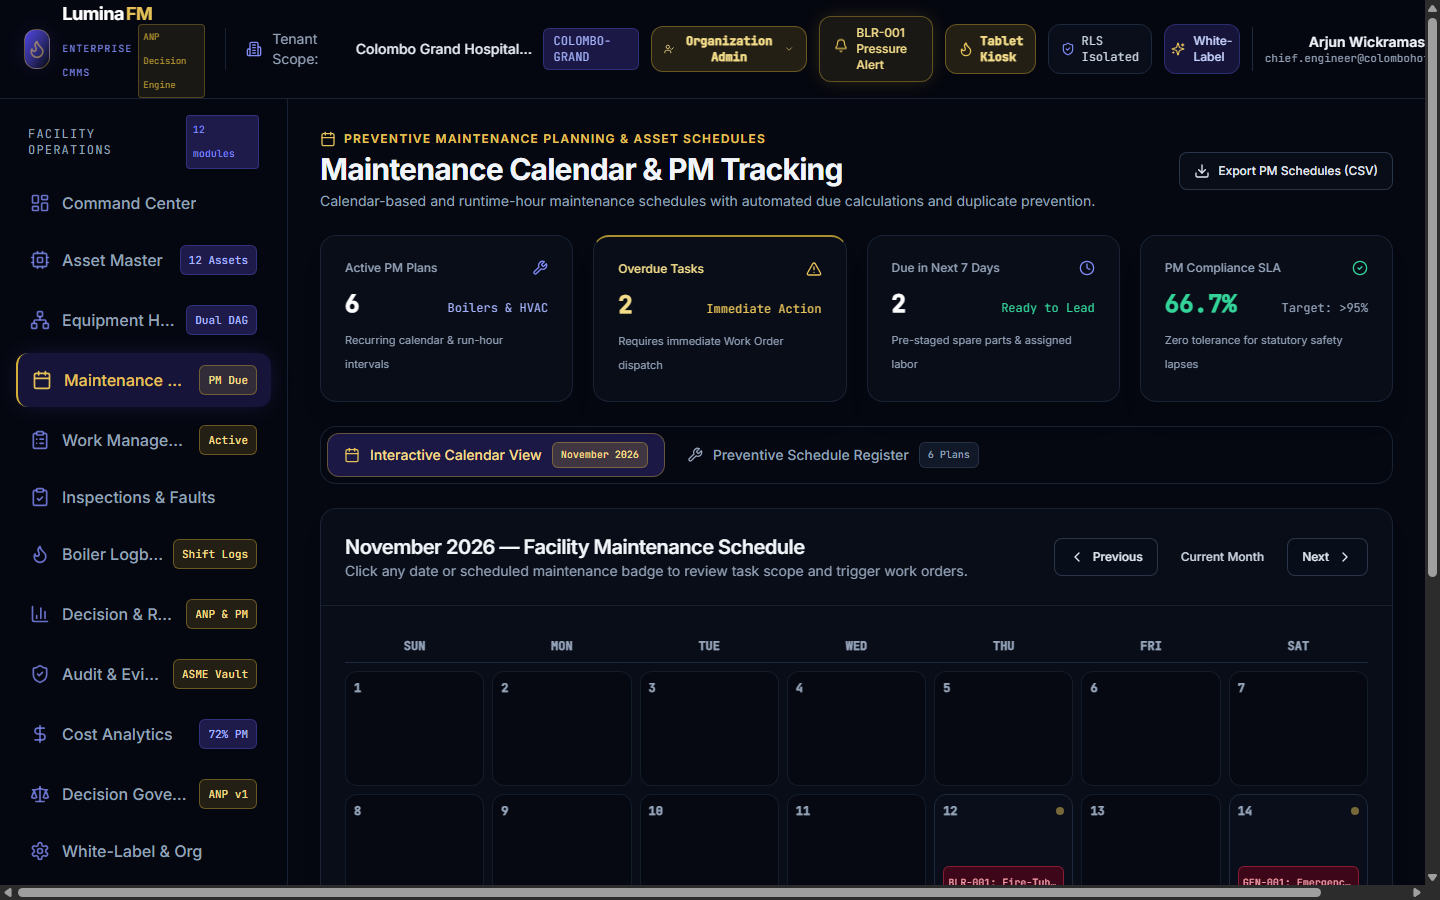 LuminaFM
ENTERPRISE
CMMS
ANP
Decision
Engine
Tenant
Scope:
Colombo Grand Hospital...
COLOMBO-
GRAND
Organization
Admin
BLR-001
Pressure
Alert
Tablet
Kiosk
RLS
Isolated
White-
Label
Arjun Wickramas
chief.engineer@colomboho
FACILITY
OPERATIONS
12
modules
Command Center
Asset Master
12 Assets
Equipment H...
Dual DAG
Maintenance ...
PM Due
Work Manage...
Active
Inspections & Faults
Boiler Logb...
Shift Logs
Decision & R...
ANP & PM
Audit & Evi...
ASME Vault
Cost Analytics
72% PM
Decision Gove...
ANP v1
White-Label & Org
PREVENTIVE MAINTENANCE PLANNING & ASSET SCHEDULES
Maintenance Calendar & PM Tracking
Calendar-based and runtime-hour maintenance schedules with automated due calculations and duplicate prevention.
Export PM Schedules (CSV)
Active PM Plans
6
Boilers & HVAC
Recurring calendar & run-hour
intervals
Overdue Tasks
2
Immediate Action
Requires immediate Work Order
dispatch
Due in Next 7 Days
2
Ready to Lead
Pre-staged spare parts & assigned
labor
PM Compliance SLA
66.7%
Target: >95%
Zero tolerance for statutory safety
lapses
Interactive Calendar View
November 2026
Preventive Schedule Register
6 Plans
November 2026 — Facility Maintenance Schedule
Click any date or scheduled maintenance badge to review task scope and trigger work orders.
Previous
Current Month
Next
SUN MON TUE WED THU FRI SAT
1 2 3 4 5 6 7
8 9 10 11 12 13 14
BLR-001: Fire-Tub…
GEN-001: Emergenc…